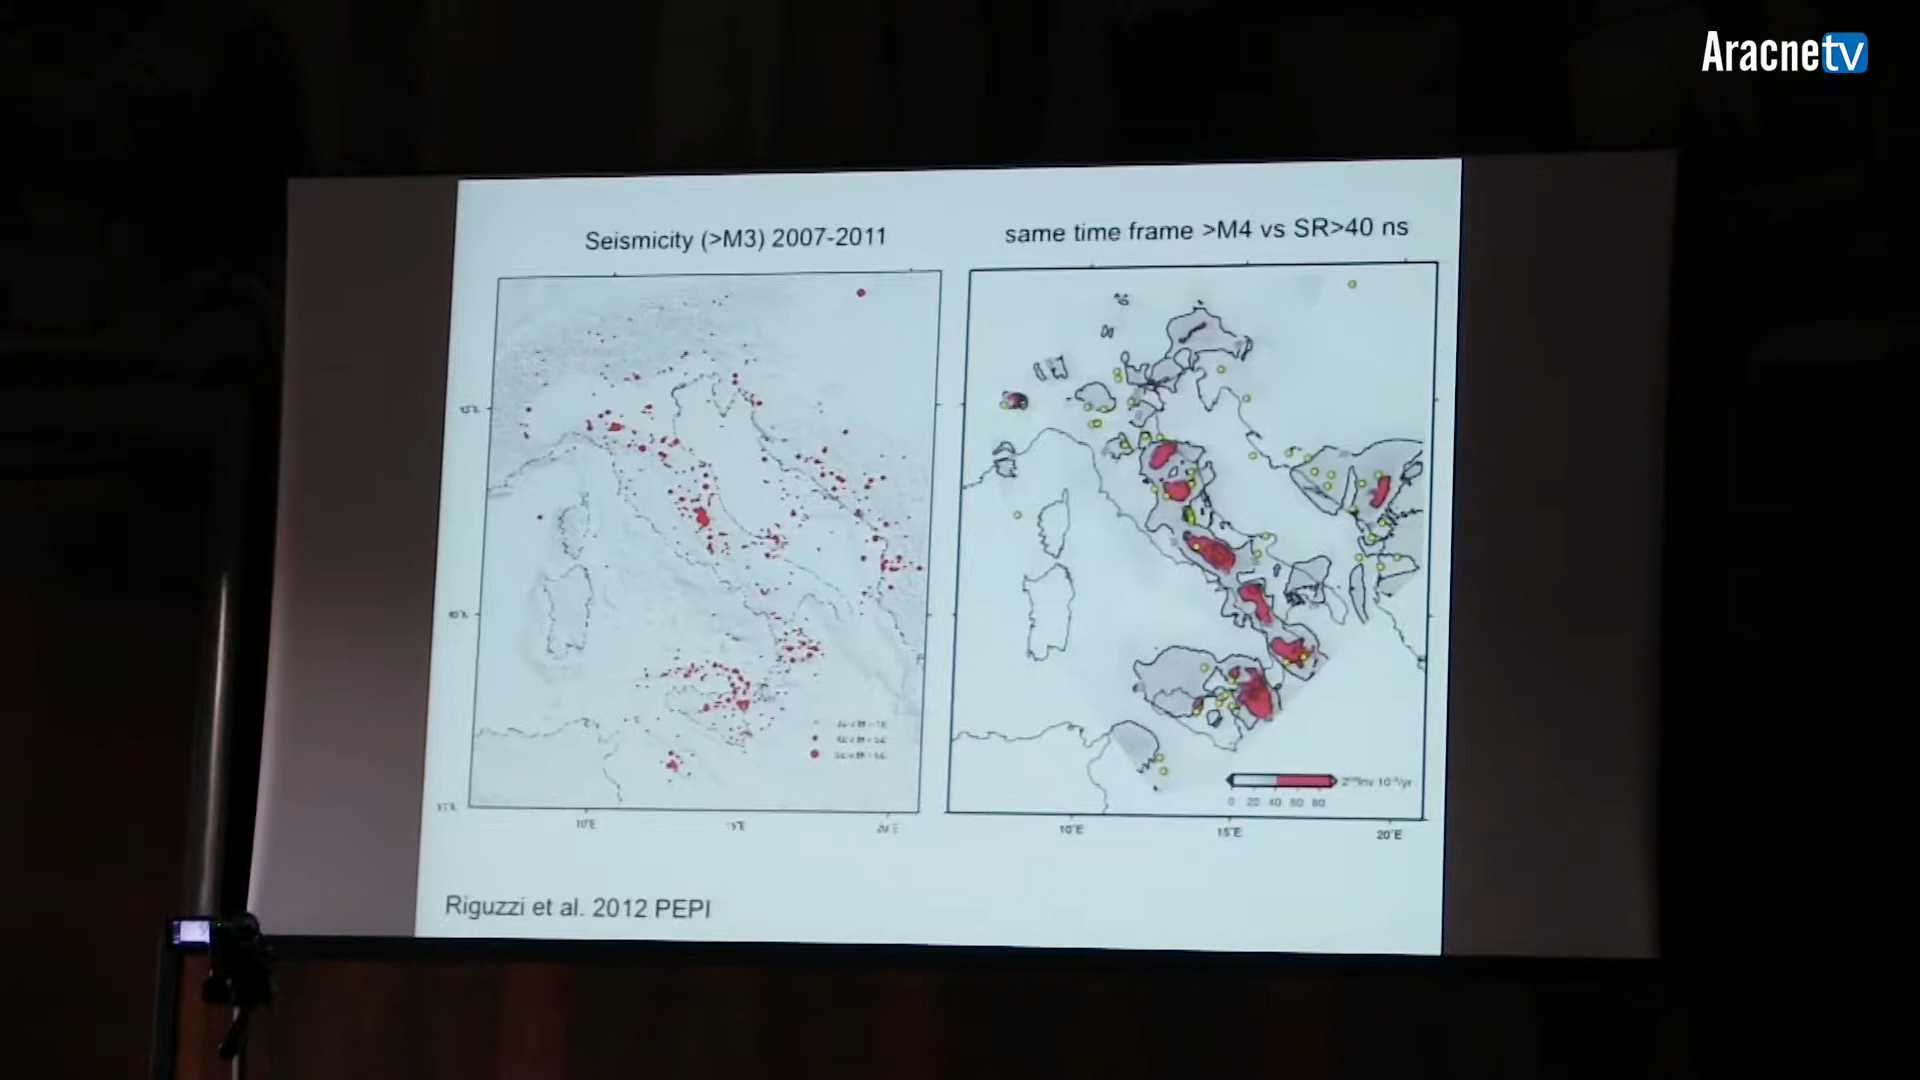 Aracnetv
Seismicity (>M3) 2007-2011
same time frame >M4 vs SR>40 ns
10°E
15°E
20°E
10°E
15°E
20°E
0 20 40 60 80
Riguzzi et al. 2012 PEPI